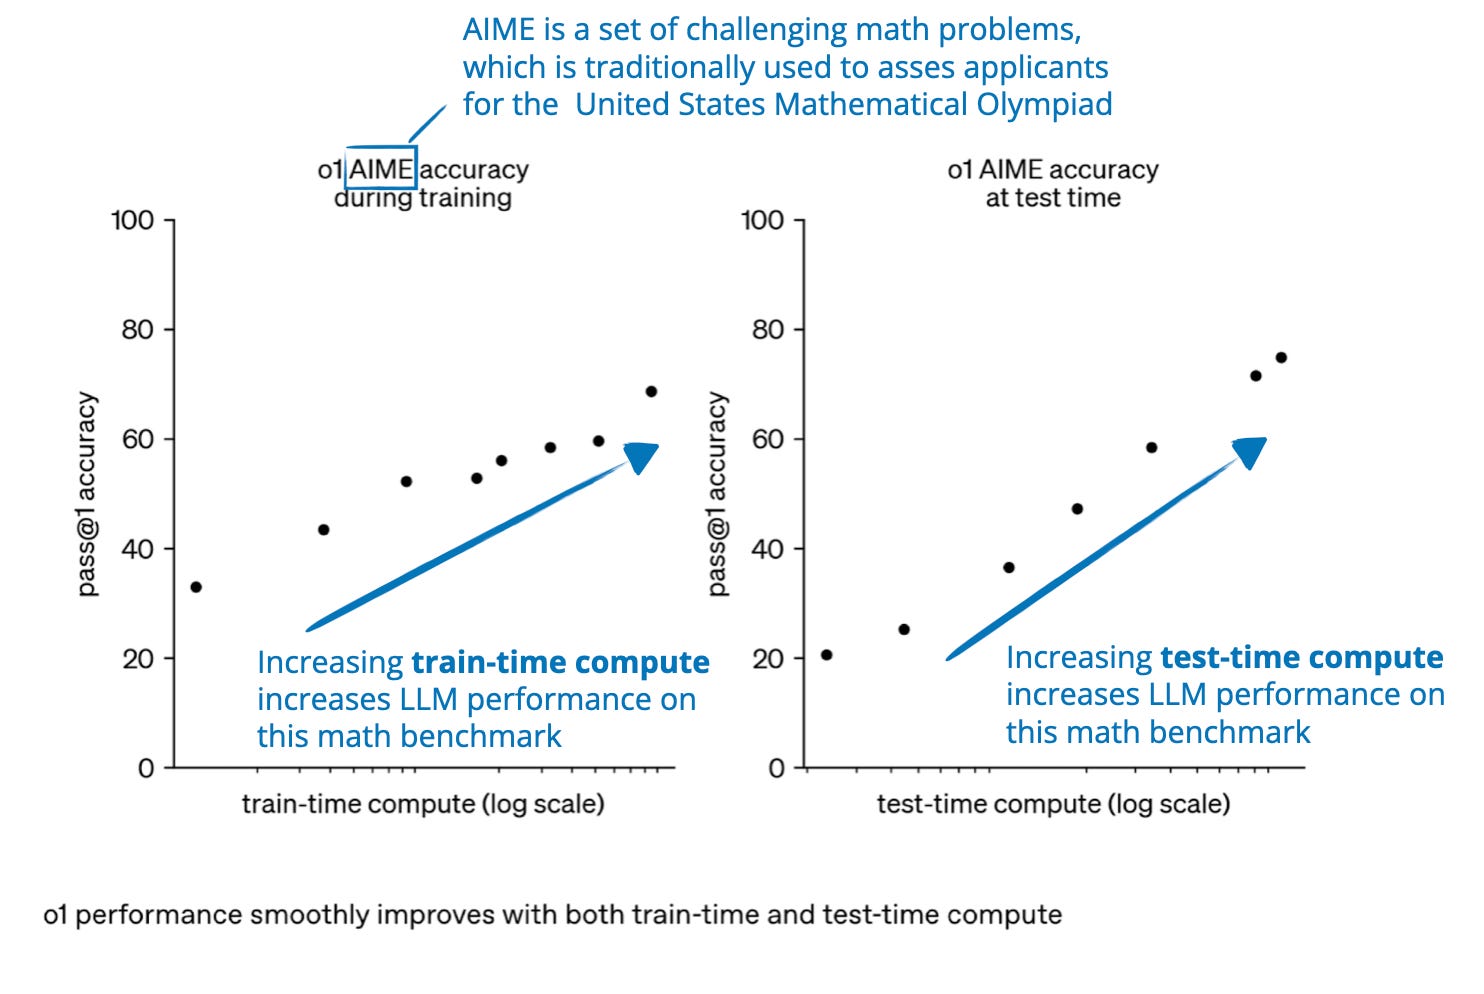 AIME is a set of challenging math problems,
which is traditionally used to asses applicants
for the United States Mathematical Olympiad
o1 AIME accuracy
during training
100
80
60
40
20
0
pass@1 accuracy
train-time compute (log scale)
Increasing train-time compute
increases LLM performance on
this math benchmark
o1 AIME accuracy
at test time
100
80
60
40
20
0
pass@1 accuracy
test-time compute (log scale)
Increasing test-time compute
increases LLM performance on
this math benchmark
o1 performance smoothly improves with both train-time and test-time compute